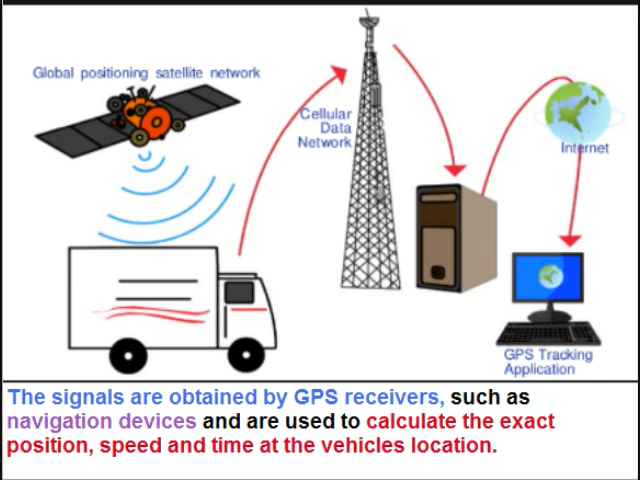 Global positioning satellite network
Cellular
Data
Network
Internet
GPS Tracking
Application
The signals are obtained by GPS receivers, such as
navigation devices and are used to calculate the exact
position, speed and time at the vehicles location.